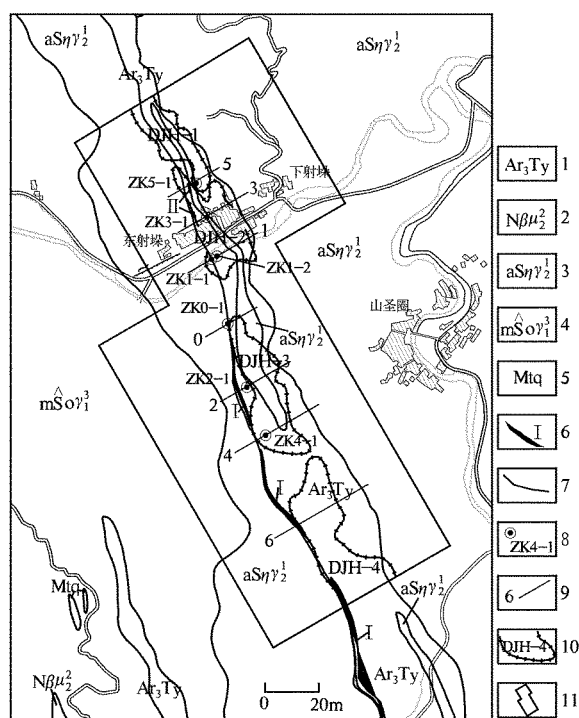 aSηγ₂¹
aSηγ₂¹
Ar₃Ty
DJH-1
5
下射垛
ZK5-1
3
II
ZK3-1
DJH-2
1
东射垛
aSηγ₂¹
ZK1-2
ZK1-1
山圣圈
ZK0-1
0
aSηγ₂¹
DJH-3
ZK2-1
mŜoγ₁³
2
I
ZK4-1
4
I
Ar₃Ty
6
DJH-4
aSηγ₂¹
aSηγ₂¹
Mtq
I
Ar₃Ty
Nβμ₂²
Ar₃Ty
0 20m
Ar₃Ty 1
Nβμ₂² 2
aSηγ₂¹ 3
mŜoγ₁³ 4
Mtq 5
I 6
7
ZK4-1 8
6 9
DJH-4 10
11